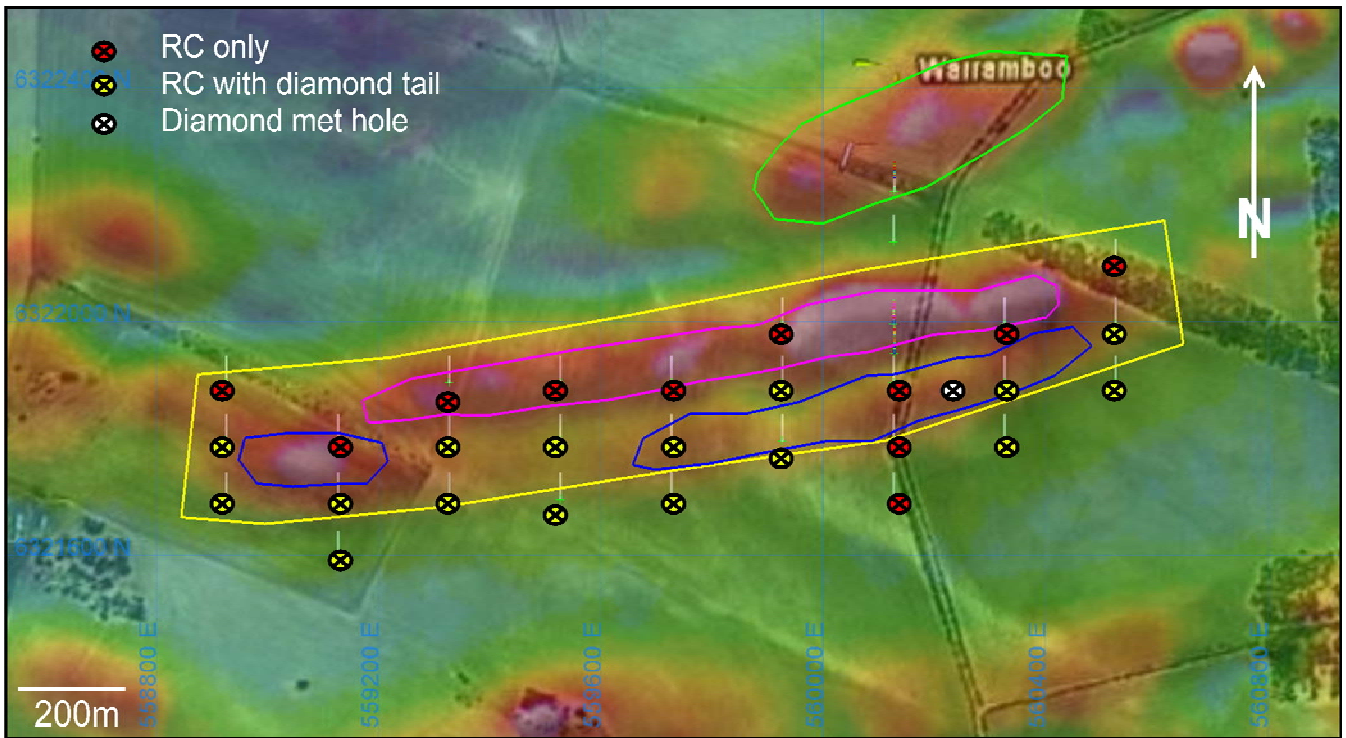 RC only
6322400 N
RC with diamond tail
Diamond met hole
Warramboo
N
6322000 N
6321600 N
558800 E
559200 E
559600 E
560000 E
560400 E
560800 E
200m